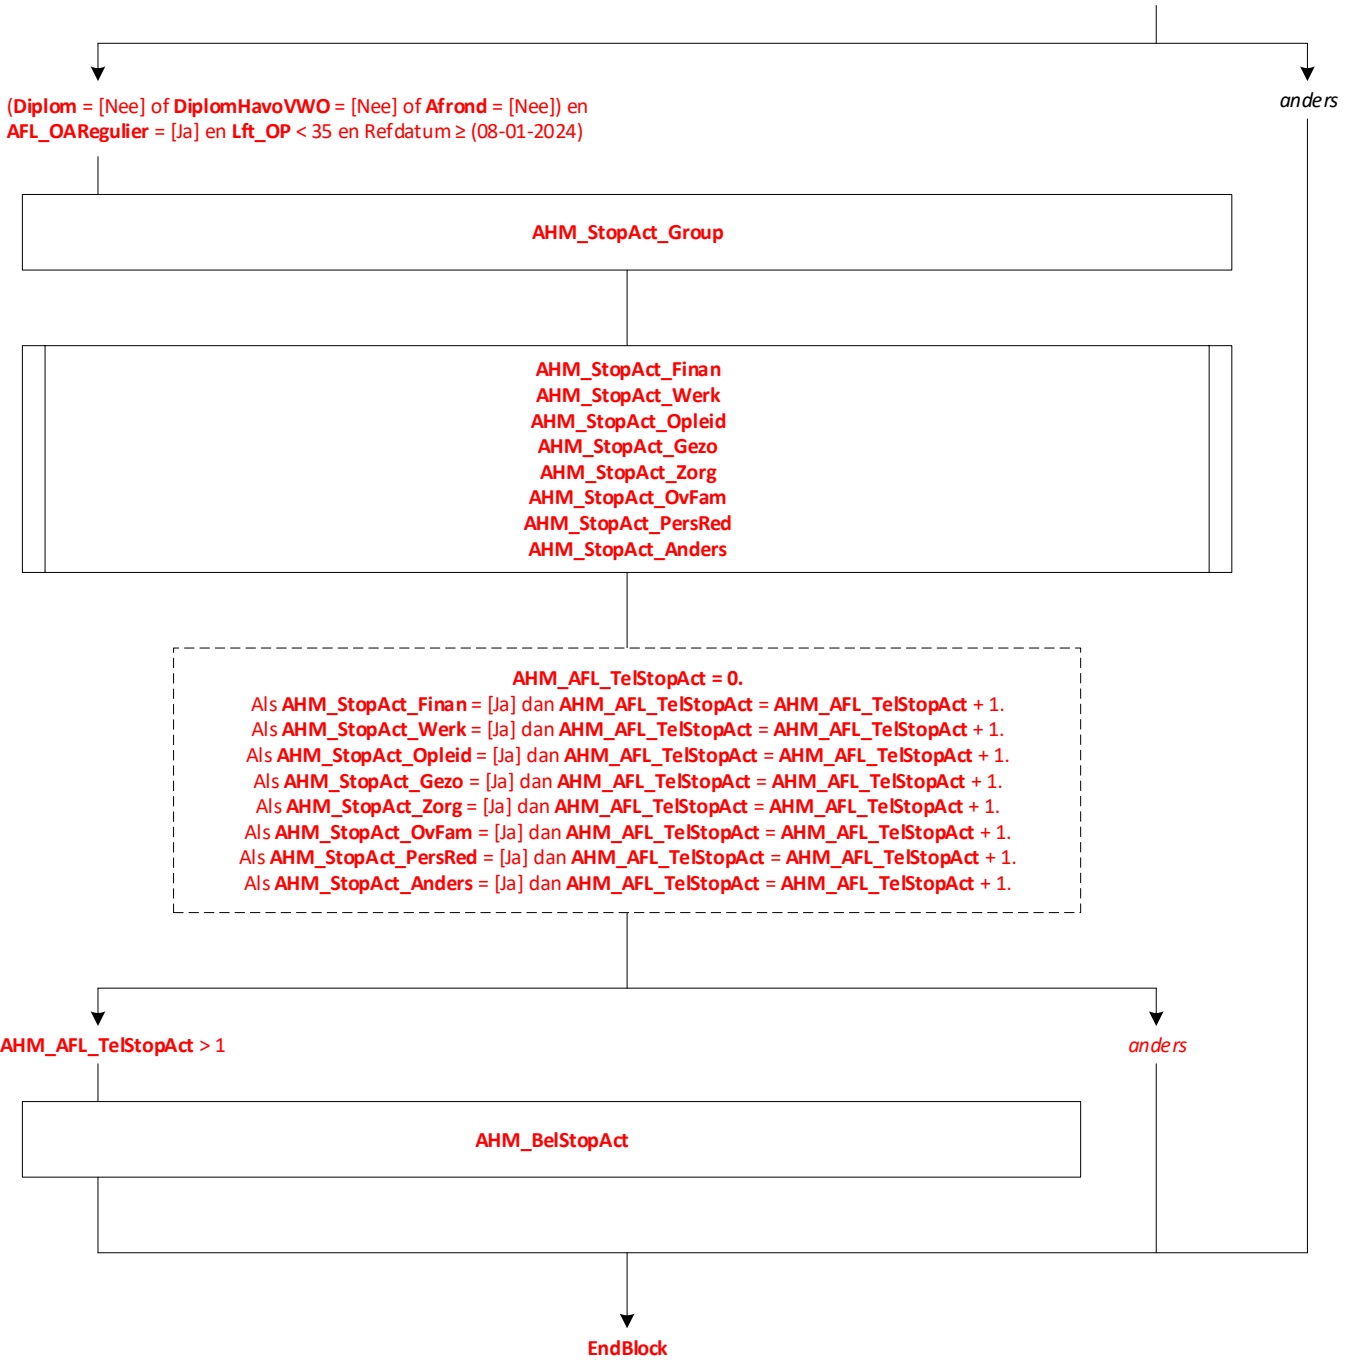 (Diplom = [Nee] of DiplomHavoVWO = [Nee] of Afrond = [Nee]) en
AFL_OARegulier = [Ja] en Lft_OP < 35 en Refdatum ≥ (08-01-2024)
anders
AHM_StopAct_Group
AHM_StopAct_Finan
AHM_StopAct_Werk
AHM_StopAct_Opleid
AHM_StopAct_Gezo
AHM_StopAct_Zorg
AHM_StopAct_OvFam
AHM_StopAct_PersRed
AHM_StopAct_Anders
AHM_AFL_TelStopAct = 0.
Als AHM_StopAct_Finan = [Ja] dan AHM_AFL_TelStopAct = AHM_AFL_TelStopAct + 1.
Als AHM_StopAct_Werk = [Ja] dan AHM_AFL_TelStopAct = AHM_AFL_TelStopAct + 1.
Als AHM_StopAct_Opleid = [Ja] dan AHM_AFL_TelStopAct = AHM_AFL_TelStopAct + 1.
Als AHM_StopAct_Gezo = [Ja] dan AHM_AFL_TelStopAct = AHM_AFL_TelStopAct + 1.
Als AHM_StopAct_Zorg = [Ja] dan AHM_AFL_TelStopAct = AHM_AFL_TelStopAct + 1.
Als AHM_StopAct_OvFam = [Ja] dan AHM_AFL_TelStopAct = AHM_AFL_TelStopAct + 1.
Als AHM_StopAct_PersRed = [Ja] dan AHM_AFL_TelStopAct = AHM_AFL_TelStopAct + 1.
Als AHM_StopAct_Anders = [Ja] dan AHM_AFL_TelStopAct = AHM_AFL_TelStopAct + 1.
AHM_AFL_TelStopAct > 1
anders
AHM_BelStopAct
EndBlock